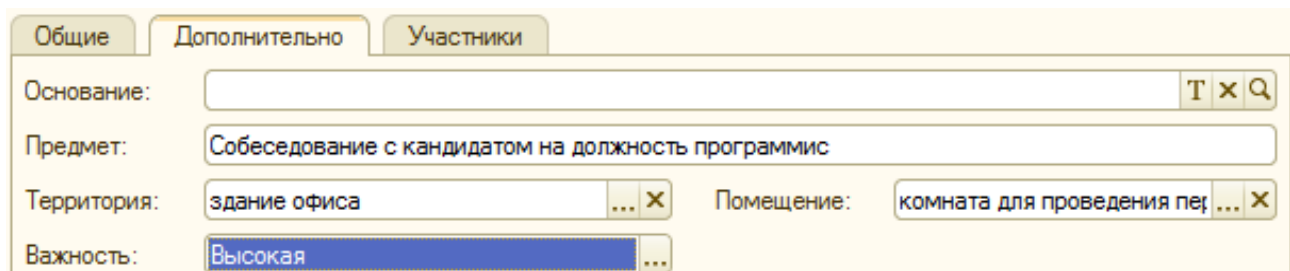 Общие Дополнительно Участники
Основание: T
Предмет: Собеседование с кандидатом на должность программис
Территория: здание офиса ... Помещение: комната для проведения пер ...
Важность: Высокая ...